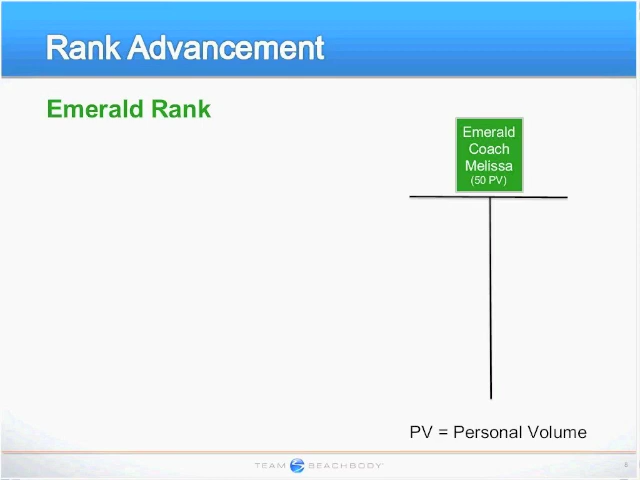 Rank Advancement
Emerald Rank
Emerald
Coach
Melissa
(50 PV)
PV = Personal Volume
TEAM BEACHBODY